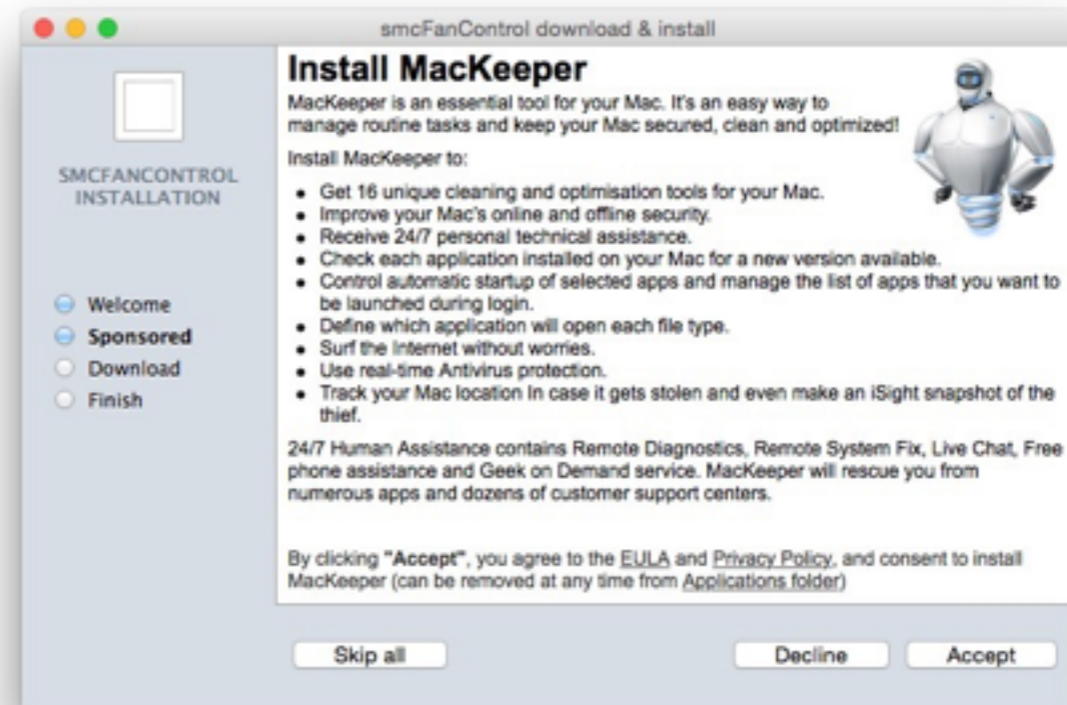 smcFanControl download & install
SMCFANCONTROL
INSTALLATION
Welcome
Sponsored
Download
Finish
Install MacKeeper
MacKeeper is an essential tool for your Mac. It's an easy way to
manage routine tasks and keep your Mac secured, clean and optimized!
Install MacKeeper to:
• Get 16 unique cleaning and optimisation tools for your Mac.
• Improve your Mac's online and offline security.
• Receive 24/7 personal technical assistance.
• Check each application installed on your Mac for a new version available.
• Control automatic startup of selected apps and manage the list of apps that you want to
be launched during login.
• Define which application will open each file type.
• Surf the Internet without worries.
• Use real-time Antivirus protection.
• Track your Mac location In case it gets stolen and even make an iSight snapshot of the
thief.
24/7 Human Assistance contains Remote Diagnostics, Remote System Fix, Live Chat, Free
phone assistance and Geek on Demand service. MacKeeper will rescue you from
numerous apps and dozens of customer support centers.
By clicking "Accept", you agree to the EULA and Privacy Policy, and consent to install
MacKeeper (can be removed at any time from Applications folder)
Skip all
Decline
Accept